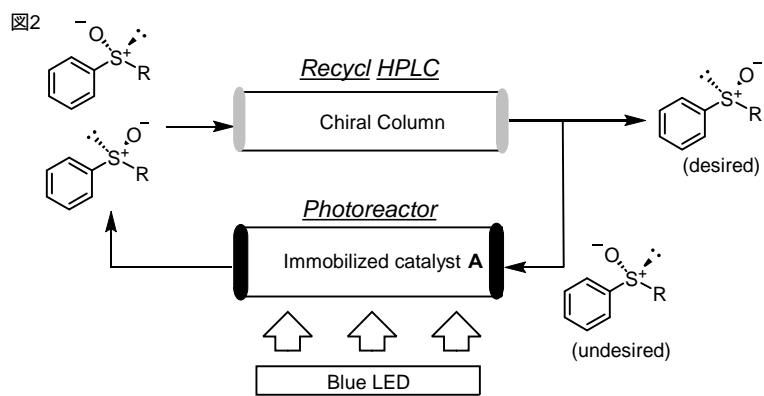 図2
Recycl HPLC
−O S+ R
Chiral Column
S+ O− R
S+ O− R
(desired)
Photoreactor
Immobilized catalyst A
−O S+ R
(undesired)
Blue LED